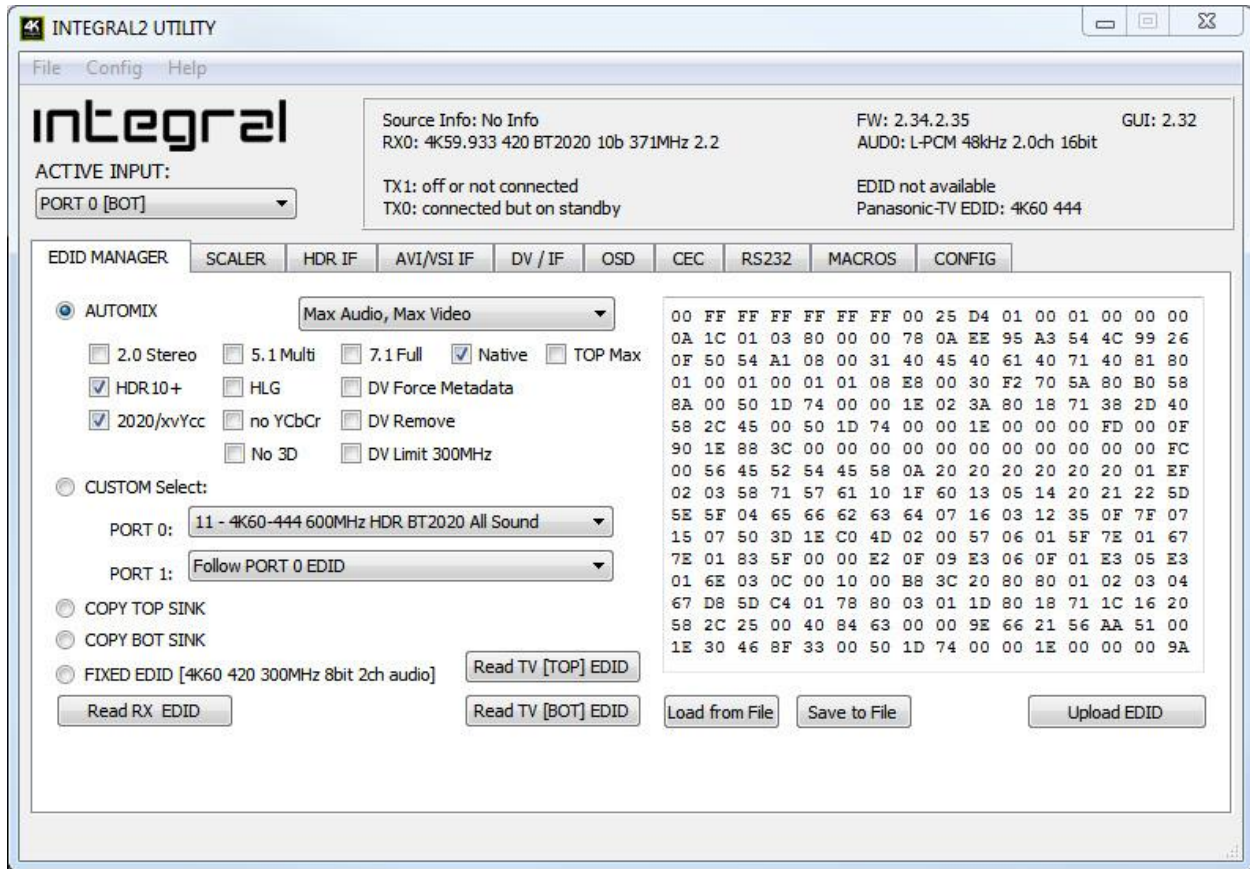 4K INTEGRAL2 UTILITY
File Config Help
integral
ACTIVE INPUT:
PORT 0 [BOT]
Source Info: No Info
RX0: 4K59.933 420 BT2020 10b 371MHz 2.2
TX1: off or not connected
TX0: connected but on standby
FW: 2.34.2.35 GUI: 2.32
AUD0: L-PCM 48kHz 2.0ch 16bit
EDID not available
Panasonic-TV EDID: 4K60 444
EDID MANAGER SCALER HDR IF AVI/VSI IF DV / IF OSD CEC RS232 MACROS CONFIG
AUTOMIX Max Audio, Max Video
2.0 Stereo 5.1 Multi 7.1 Full Native TOP Max
HDR10+ HLG DV Force Metadata
2020/xvYcc no YCbCr DV Remove
No 3D DV Limit 300MHz
CUSTOM Select:
PORT 0: 11 - 4K60-444 600MHz HDR BT2020 All Sound
PORT 1: Follow PORT 0 EDID
COPY TOP SINK
COPY BOT SINK
FIXED EDID [4K60 420 300MHz 8bit 2ch audio] Read TV [TOP] EDID
Read RX EDID Read TV [BOT] EDID
00 FF FF FF FF FF FF 00 25 D4 01 00 01 00 00 00
0A 1C 01 03 80 00 00 78 0A EE 95 A3 54 4C 99 26
0F 50 54 A1 08 00 31 40 45 40 61 40 71 40 81 80
01 00 01 00 01 01 08 E8 00 30 F2 70 5A 80 B0 58
8A 00 50 1D 74 00 00 1E 02 3A 80 18 71 38 2D 40
58 2C 45 00 50 1D 74 00 00 1E 00 00 00 FD 00 0F
90 1E 88 3C 00 00 00 00 00 00 00 00 00 00 00 FC
00 56 45 52 54 45 58 0A 20 20 20 20 20 20 01 EF
02 03 58 71 57 61 10 1F 60 13 05 14 20 21 22 5D
5E 5F 04 65 66 62 63 64 07 16 03 12 35 0F 7F 07
15 07 50 3D 1E C0 4D 02 00 57 06 01 5F 7E 01 67
7E 01 83 5F 00 00 E2 0F 09 E3 06 0F 01 E3 05 E3
01 6E 03 0C 00 10 00 B8 3C 20 80 80 01 02 03 04
67 D8 5D C4 01 78 80 03 01 1D 80 18 71 1C 16 20
58 2C 25 00 40 84 63 00 00 9E 66 21 56 AA 51 00
1E 30 46 8F 33 00 50 1D 74 00 00 1E 00 00 00 9A
Load from File Save to File Upload EDID